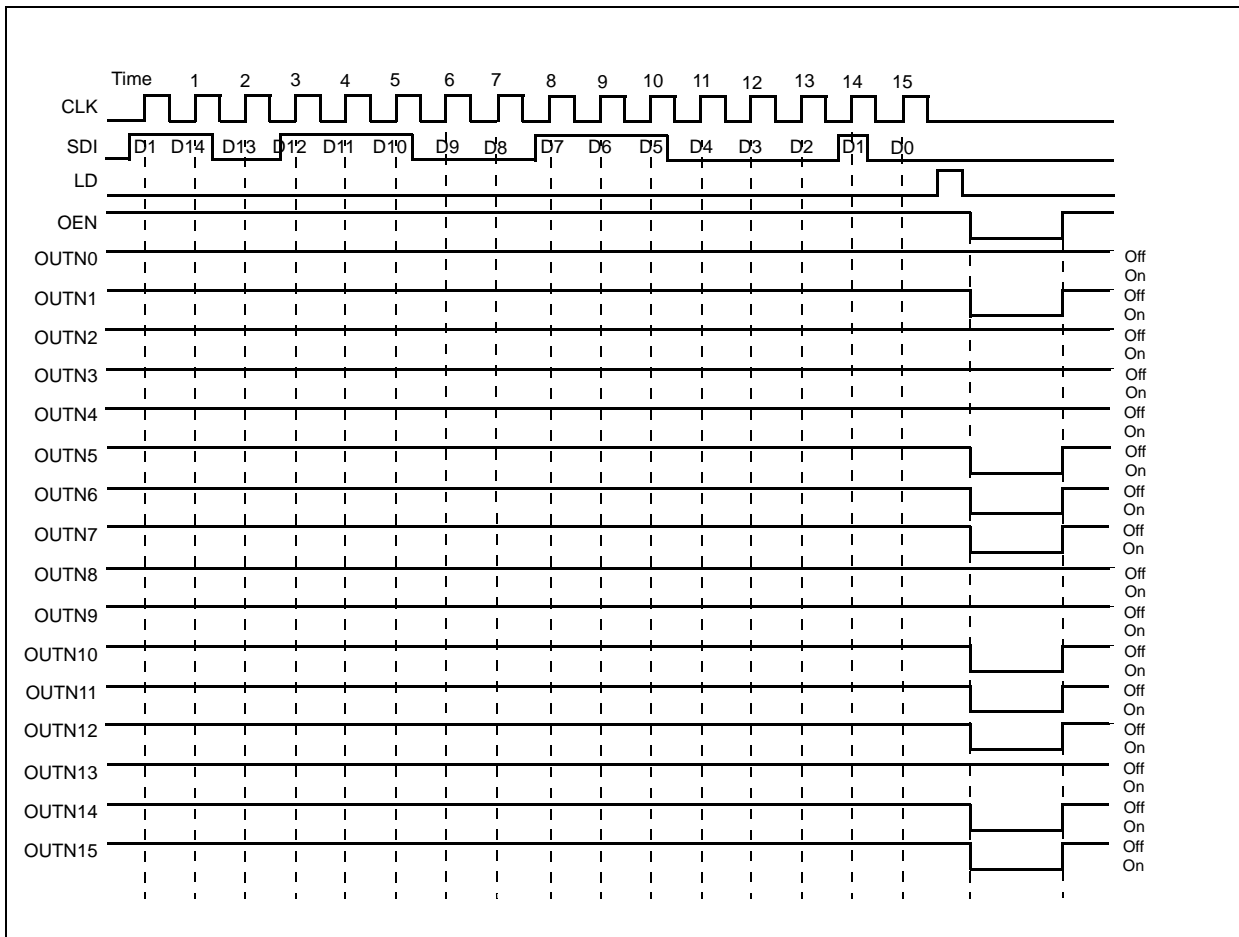 Time 1 2 3 4 5 6 7 8 9 10 11 12 13 14 15
CLK
SDI D1 D14 D13 D12 D11 D10 D9 D8 D7 D6 D5 D4 D3 D2 D1 D0
LD
OEN
OUTN0 Off
On
OUTN1 Off
On
OUTN2 Off
On
OUTN3 Off
On
OUTN4 Off
On
OUTN5 Off
On
OUTN6 Off
On
OUTN7 Off
On
OUTN8 Off
On
OUTN9 Off
On
OUTN10 Off
On
OUTN11 Off
On
OUTN12 Off
On
OUTN13 Off
On
OUTN14 Off
On
OUTN15 Off
On